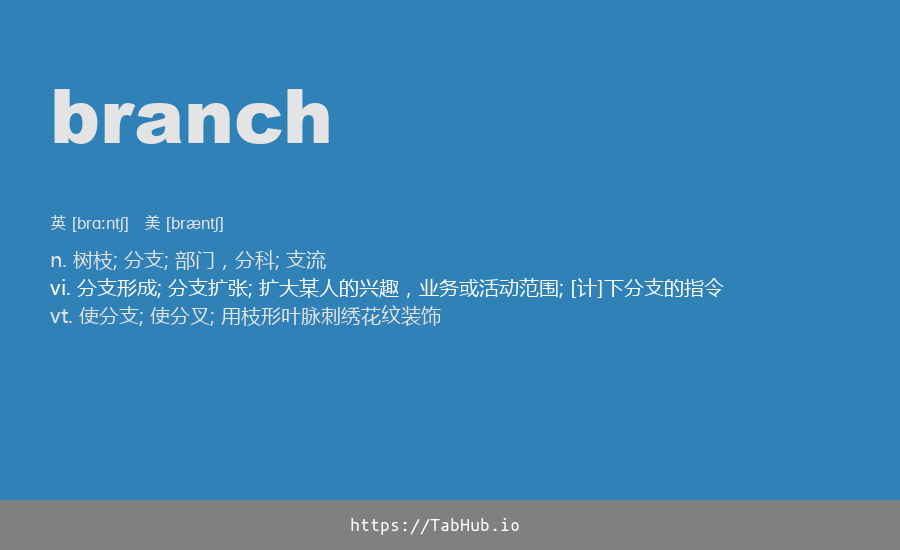 branch
英 [brɑːntʃ] 美 [bræntʃ]
n. 树枝; 分支; 部门，分科; 支流
vi. 分支形成; 分支扩张; 扩大某人的兴趣，业务或活动范围; [计]下分支的指令
vt. 使分支; 使分叉; 用枝形叶脉刺绣花纹装饰
https://TabHub.io